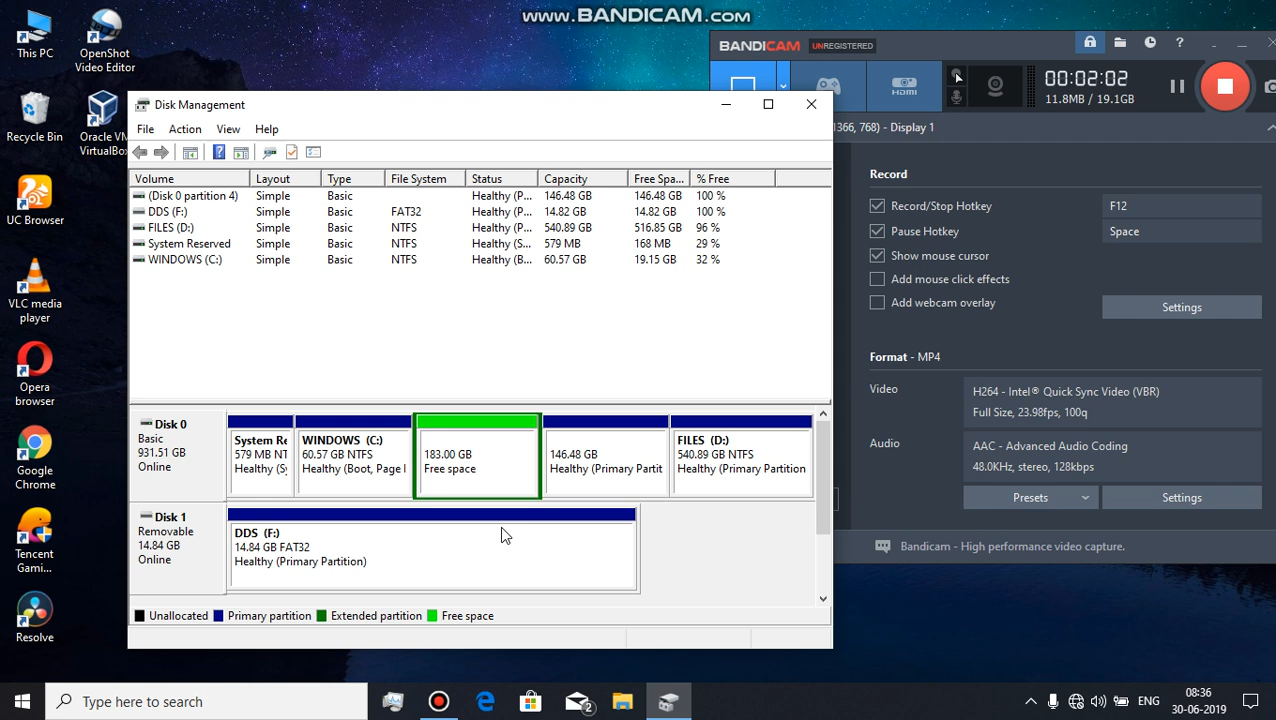 www.BANDICAM.com
This PC
OpenShot
Video Editor
Recycle Bin
Oracle VM
VirtualBox
UC Browser
VLC media
player
Opera
browser
Google
Chrome
Tencent
Gami...
Resolve
BANDICAM UNREGISTERED
HDMI
00:02:02
11.8MB / 19.1GB
1366, 768) - Display 1
Record
Record/Stop Hotkey F12
Pause Hotkey Space
Show mouse cursor
Add mouse click effects
Add webcam overlay
Settings
Format - MP4
Video
H264 - Intel® Quick Sync Video (VBR)
Full Size, 23.98fps, 100q
Audio
AAC - Advanced Audio Coding
48.0KHz, stereo, 128kbps
Presets
Settings
Bandicam - High performance video capture.
Disk Management
File Action View Help
Volume Layout Type File System Status Capacity Free Spa... % Free
(Disk 0 partition 4) Simple Basic Healthy (P... 146.48 GB 146.48 GB 100 %
DDS (F:) Simple Basic FAT32 Healthy (P... 14.82 GB 14.82 GB 100 %
FILES (D:) Simple Basic NTFS Healthy (P... 540.89 GB 516.85 GB 96 %
System Reserved Simple Basic NTFS Healthy (S... 579 MB 168 MB 29 %
WINDOWS (C:) Simple Basic NTFS Healthy (B... 60.57 GB 19.15 GB 32 %
Disk 0
Basic
931.51 GB
Online
System Re
579 MB NT
Healthy (Sy
WINDOWS (C:)
60.57 GB NTFS
Healthy (Boot, Page I
183.00 GB
Free space
146.48 GB
Healthy (Primary Partit
FILES (D:)
540.89 GB NTFS
Healthy (Primary Partition
Disk 1
Removable
14.84 GB
Online
DDS (F:)
14.84 GB FAT32
Healthy (Primary Partition)
Unallocated Primary partition Extended partition Free space
Type here to search
2
ENG
08:36
30-06-2019